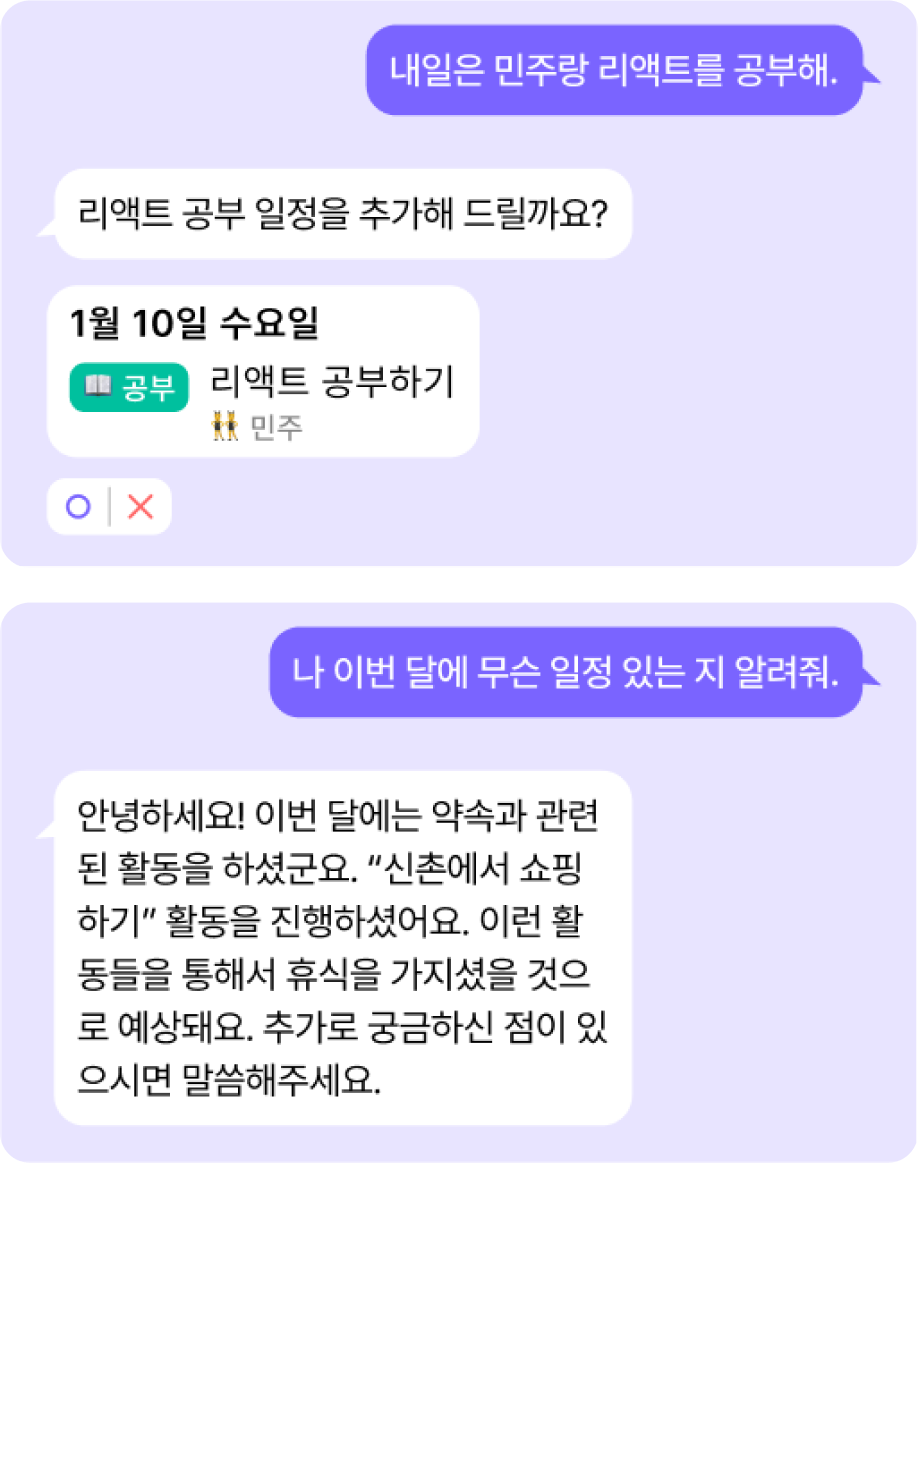 내일은 민주랑 리액트를 공부해.
리액트 공부 일정을 추가해 드릴까요?
1월 10일 수요일
공부 리액트 공부하기
민주
나 이번 달에 무슨 일정 있는 지 알려줘.
안녕하세요! 이번 달에는 약속과 관련
된 활동을 하셨군요. “신촌에서 쇼핑
하기” 활동을 진행하셨어요. 이런 활
동들을 통해서 휴식을 가지셨을 것으
로 예상돼요. 추가로 궁금하신 점이 있
으시면 말씀해주세요.